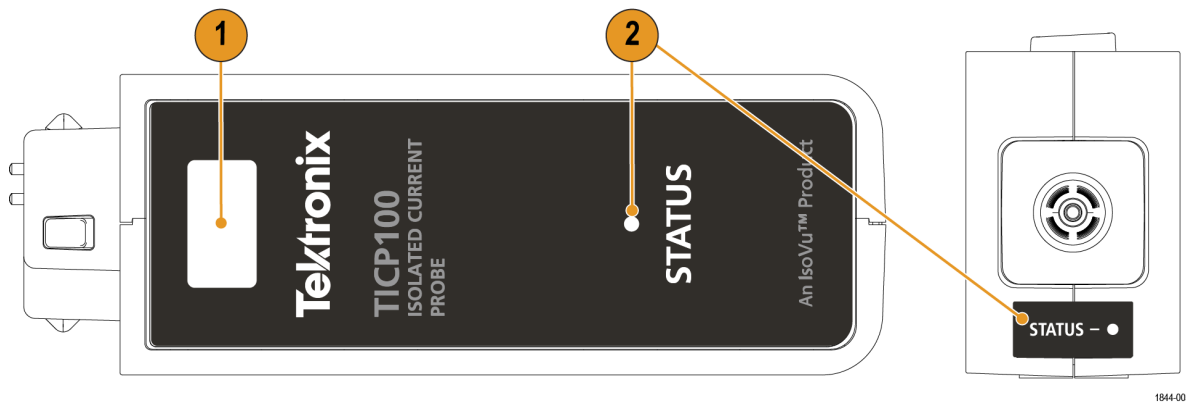 1
2
Tektronix
TICP100
ISOLATED CURRENT
PROBE
STATUS
An IsoVu™ Product
STATUS –
1844-00